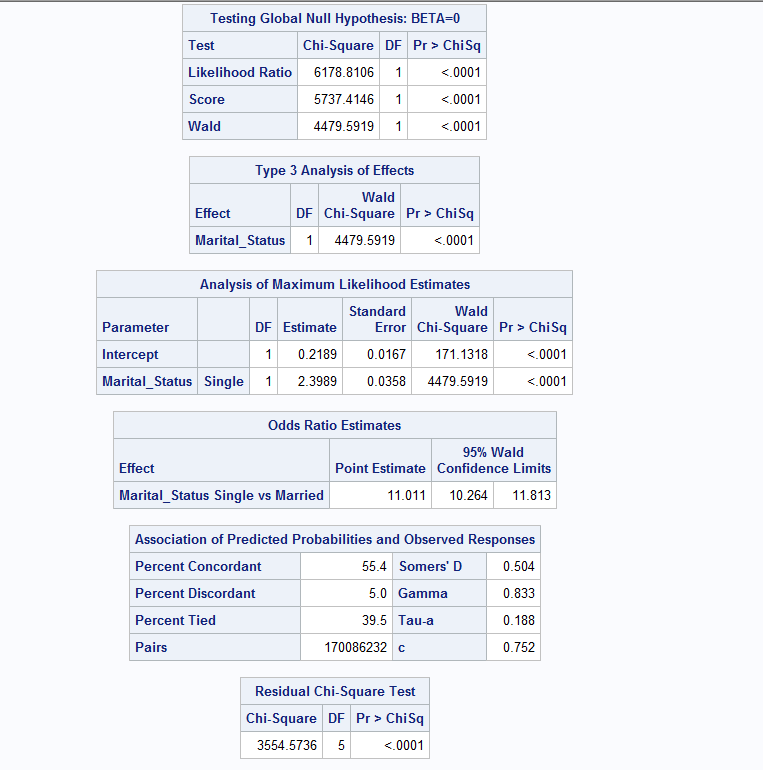 Testing Global Null Hypothesis: BETA=0
Test Chi-Square DF Pr > ChiSq
Likelihood Ratio 6178.8106 1 <.0001
Score 5737.4146 1 <.0001
Wald 4479.5919 1 <.0001
Type 3 Analysis of Effects
Wald
Effect DF Chi-Square Pr > ChiSq
Marital_Status 1 4479.5919 <.0001
Analysis of Maximum Likelihood Estimates
Standard Wald
Parameter DF Estimate Error Chi-Square Pr > ChiSq
Intercept 1 0.2189 0.0167 171.1318 <.0001
Marital_Status Single 1 2.3989 0.0358 4479.5919 <.0001
Odds Ratio Estimates
95% Wald
Effect Point Estimate Confidence Limits
Marital_Status Single vs Married 11.011 10.264 11.813
Association of Predicted Probabilities and Observed Responses
Percent Concordant 55.4 Somers' D 0.504
Percent Discordant 5.0 Gamma 0.833
Percent Tied 39.5 Tau-a 0.188
Pairs 170086232 c 0.752
Residual Chi-Square Test
Chi-Square DF Pr > ChiSq
3554.5736 5 <.0001